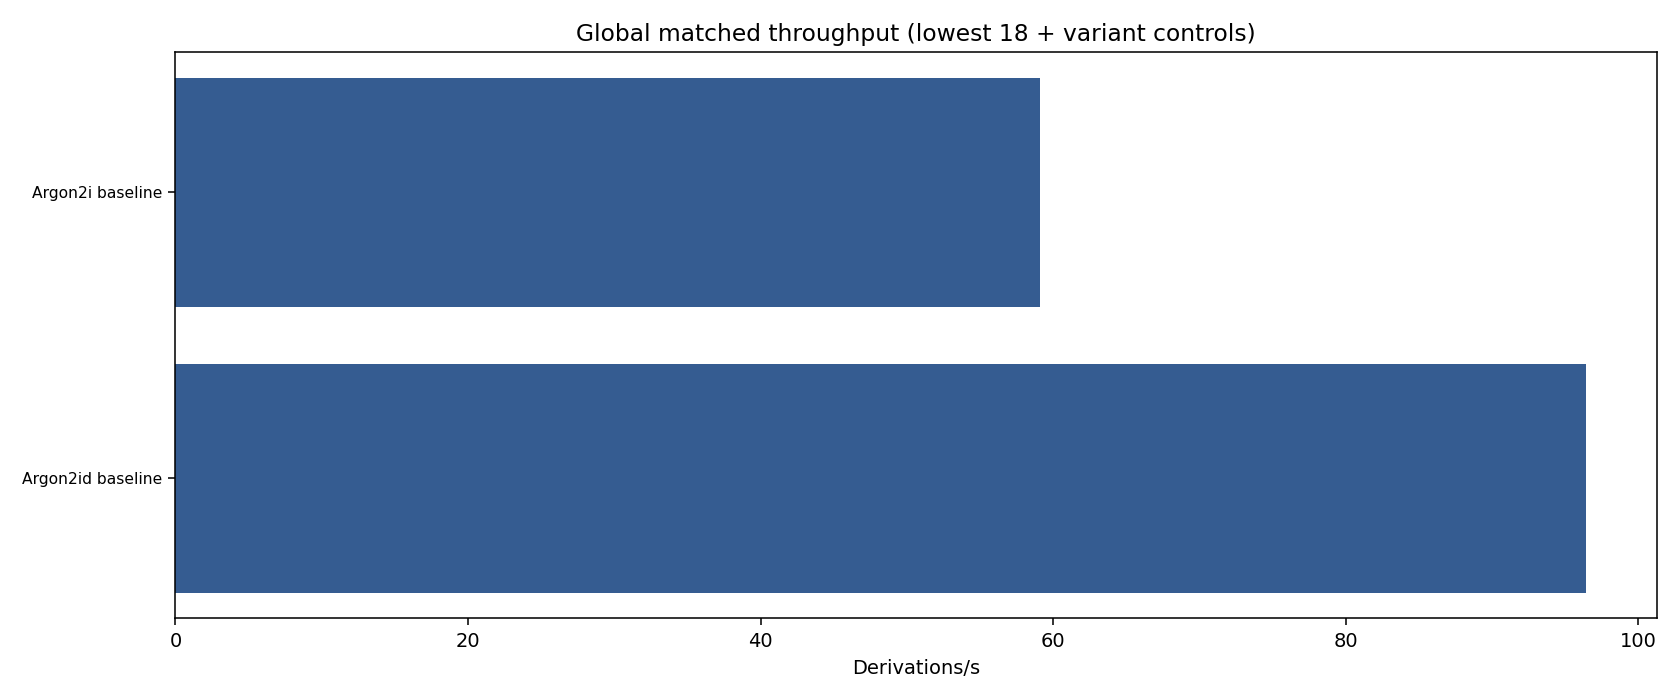 Global matched throughput (lowest 18 + variant controls)
Argon2i baseline
Argon2id baseline
0 20 40 60 80 100
Derivations/s